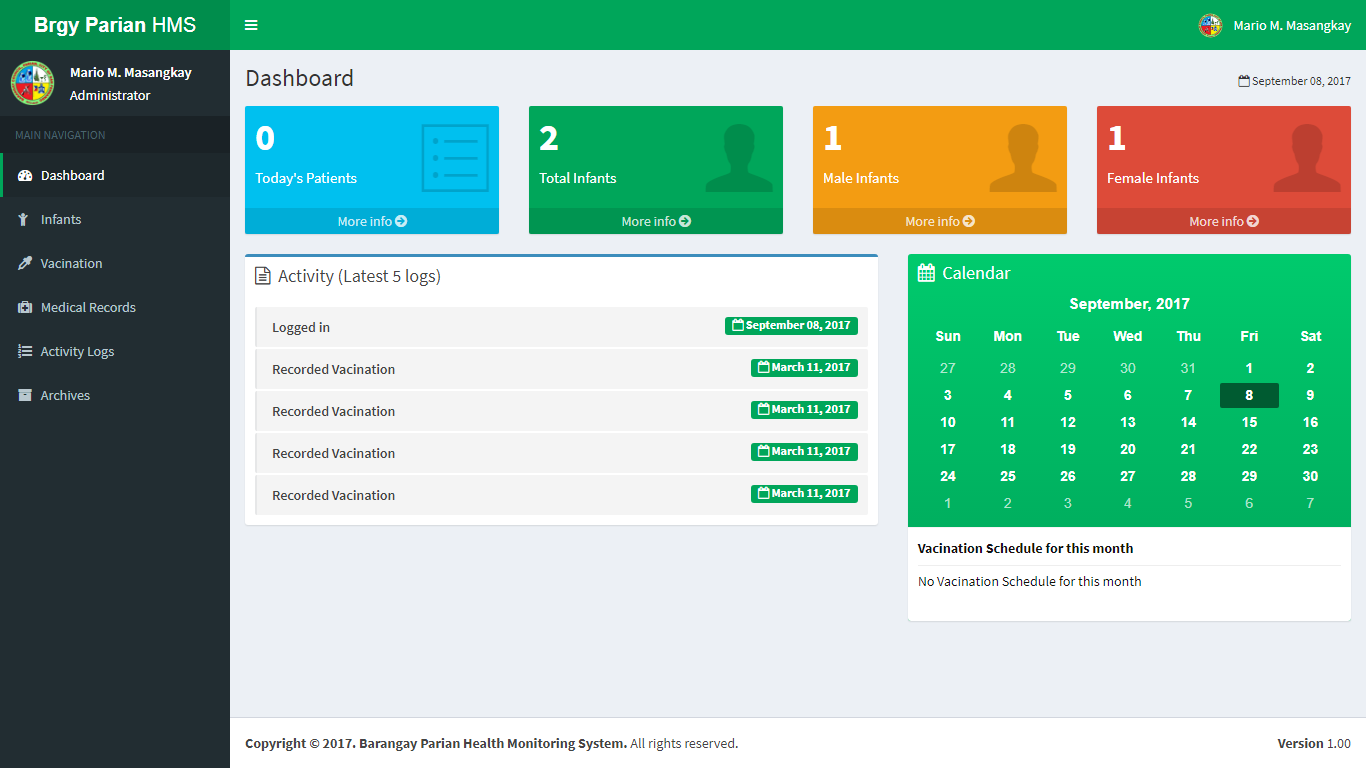 Brgy Parian HMS
Mario M. Masangkay
Mario M. Masangkay
Administrator
MAIN NAVIGATION
Dashboard
Infants
Vacination
Medical Records
Activity Logs
Archives
Dashboard
September 08, 2017
0
Today's Patients
More info
2
Total Infants
More info
1
Male Infants
More info
1
Female Infants
More info
Activity (Latest 5 logs)
Logged in September 08, 2017
Recorded Vacination March 11, 2017
Recorded Vacination March 11, 2017
Recorded Vacination March 11, 2017
Recorded Vacination March 11, 2017
Calendar
September, 2017
Sun Mon Tue Wed Thu Fri Sat
27 28 29 30 31 1 2
3 4 5 6 7 8 9
10 11 12 13 14 15 16
17 18 19 20 21 22 23
24 25 26 27 28 29 30
1 2 3 4 5 6 7
Vacination Schedule for this month
No Vacination Schedule for this month
Copyright © 2017. Barangay Parian Health Monitoring System. All rights reserved.
Version 1.00